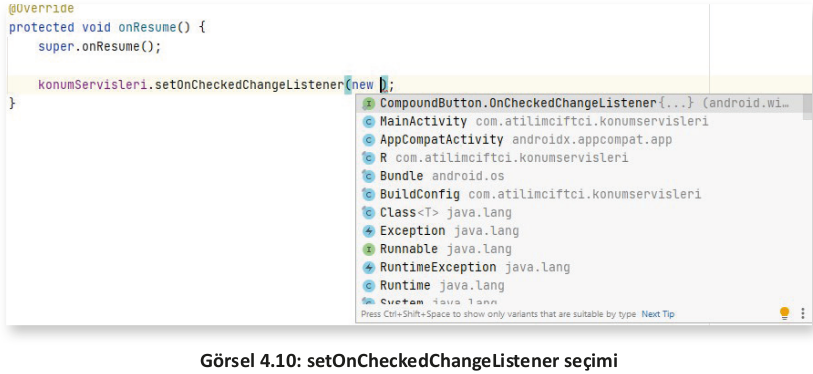 @Override
protected void onResume() {
super.onResume();
konumServisleri.setOnCheckedChangeListener(new );
}
CompoundButton.OnCheckedChangeListener{...} (android.wi…
MainActivity com.atilimciftci.konumservisleri
AppCompatActivity androidx.appcompat.app
R com.atilimciftci.konumservisleri
Bundle android.os
BuildConfig com.atilimciftci.konumservisleri
Class<T> java.lang
Exception java.lang
Runnable java.lang
RuntimeException java.lang
Runtime java.lang
System java.lang
Press Ctrl+Shift+Space to show only variants that are suitable by type Next Tip
Görsel 4.10: setOnCheckedChangeListener seçimi